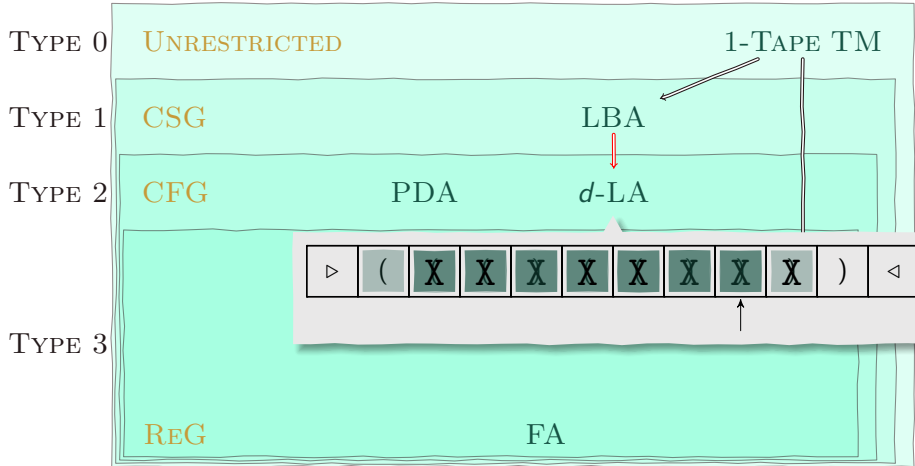 TYPE 0 UNRESTRICTED 1-TAPE TM
TYPE 1 CSG LBA
TYPE 2 CFG PDA d-LA
▷ ( X X X X X X X X ) ◁
TYPE 3
REG FA